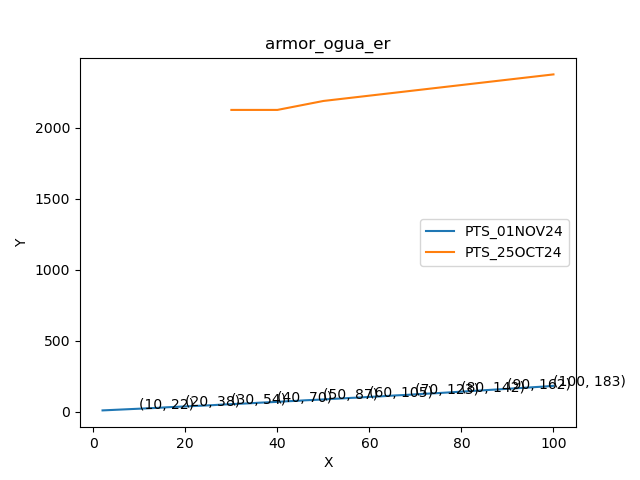 armor_ogua_er
2000
1500
1000
500
0
Y
PTS_01NOV24
PTS_25OCT24
(10, 22)
(20, 38)
(30, 54)
(40, 70)
(50, 87)
(60, 105)
(70, 123)
(80, 142)
(90, 162)
(100, 183)
0 20 40 60 80 100
X